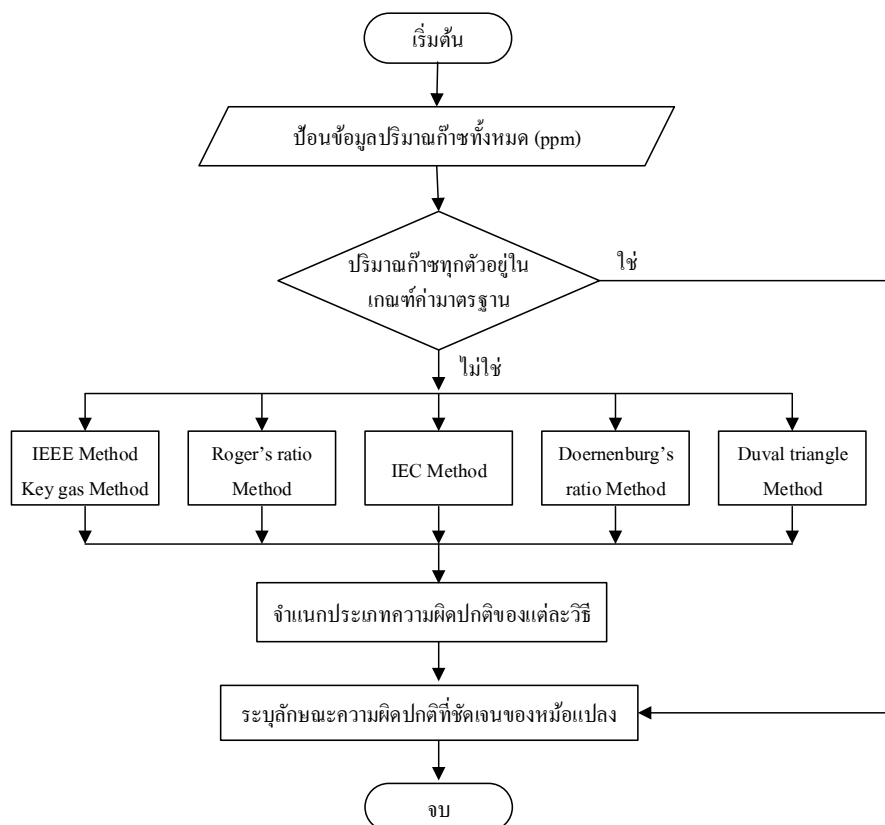 เริ่มต้น
ป้อนข้อมูลปริมาณก๊าซทั้งหมด (ppm)
ปริมาณก๊าซทุกตัวอยู่ใน
เกณฑ์ค่ามาตรฐาน
ใช่
ไม่ใช่
IEEE Method
Key gas Method
Roger’s ratio
Method
IEC Method
Doernenburg’s
ratio Method
Duval triangle
Method
จำแนกประเภทความผิดปกติของแต่ละวิธี
ระบุลักษณะความผิดปกติที่ชัดเจนของหม้อแปลง
จบ